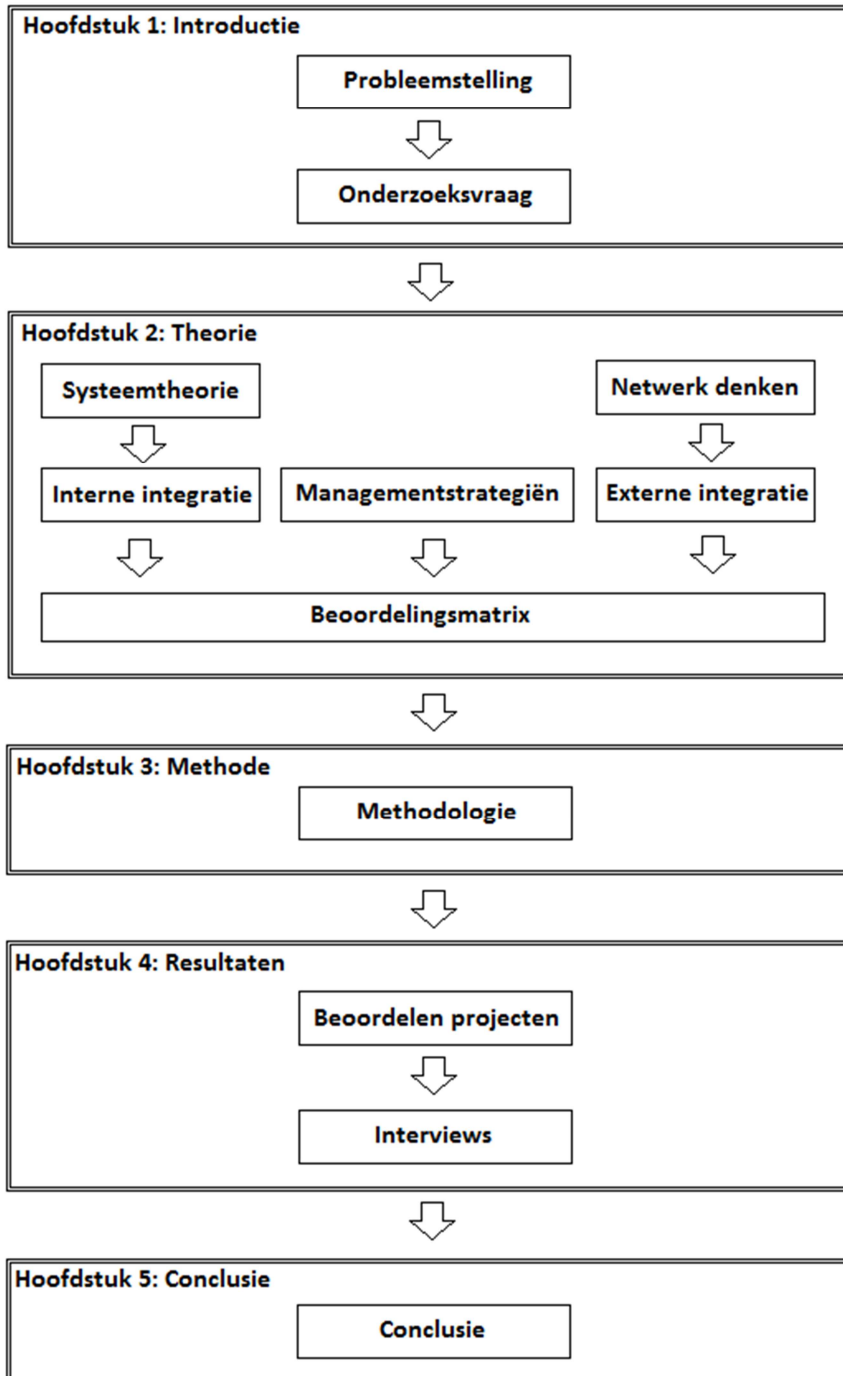 Hoofdstuk 1: Introductie
Probleemstelling
Onderzoeksvraag
Hoofdstuk 2: Theorie
Systeemtheorie
Netwerk denken
Interne integratie
Managementstrategiën
Externe integratie
Beoordelingsmatrix
Hoofdstuk 3: Methode
Methodologie
Hoofdstuk 4: Resultaten
Beoordelen projecten
Interviews
Hoofdstuk 5: Conclusie
Conclusie